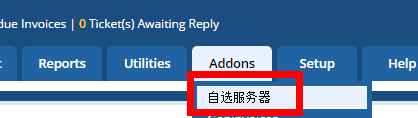 due Invoices | 0 Ticket(s) Awaiting Reply
Reports Utilities Addons Setup Help
自选服务器